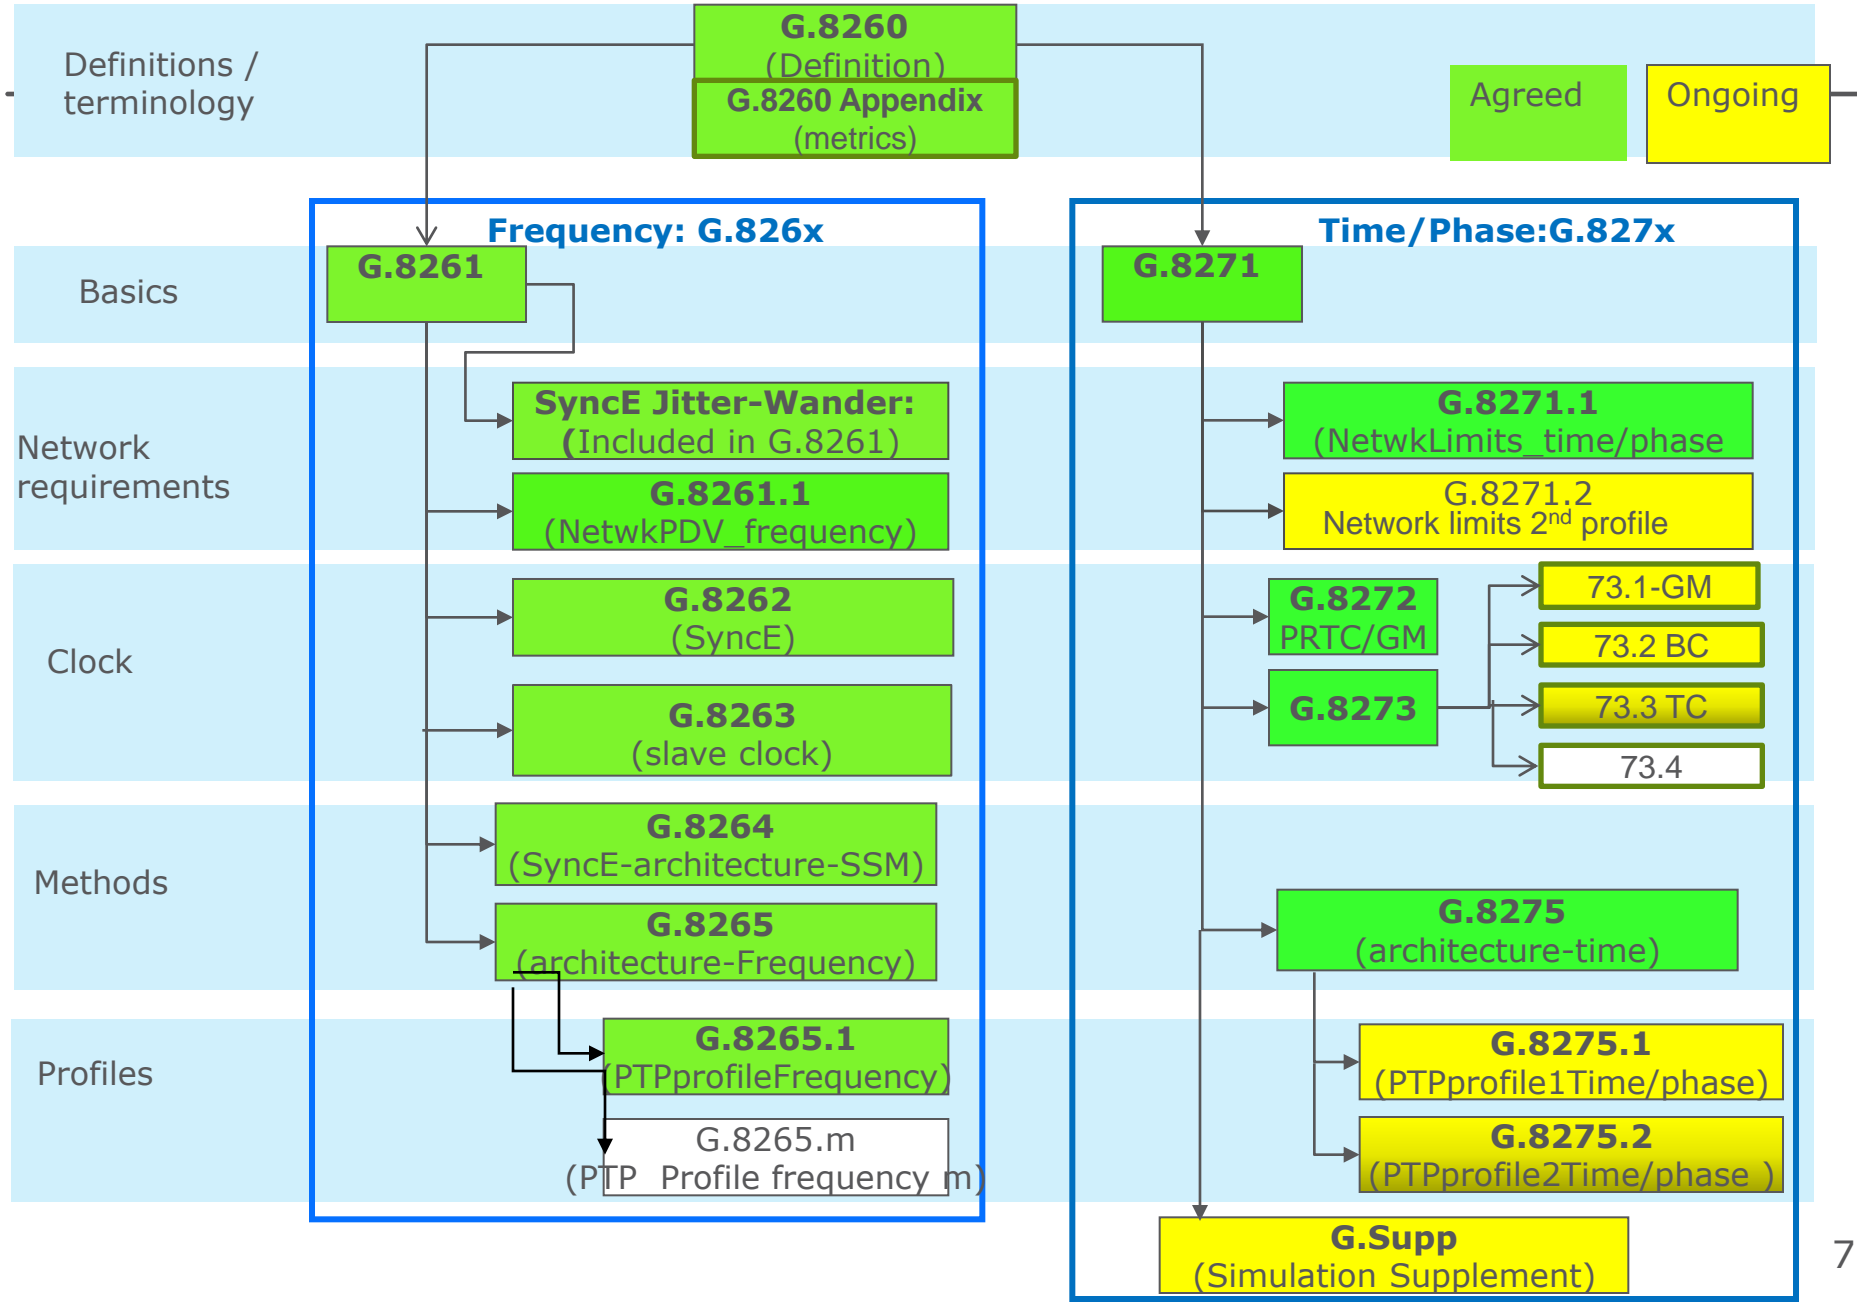 G.8260
(Definition)
G.8260 Appendix
(metrics)
Definitions /
terminology
Agreed
Ongoing
Frequency: G.826x
Time/Phase:G.827x
Basics
G.8261
G.8271
Network
requirements
SyncE Jitter-Wander:
(Included in G.8261)
G.8261.1
(NetwkPDV_frequency)
G.8271.1
(NetwkLimits_time/phase
G.8271.2
Network limits 2nd profile
Clock
G.8262
(SyncE)
G.8263
(slave clock)
G.8272
PRTC/GM
G.8273
73.1-GM
73.2 BC
73.3 TC
73.4
Methods
G.8264
(SyncE-architecture-SSM)
G.8265
(architecture-Frequency)
G.8275
(architecture-time)
Profiles
G.8265.1
(PTPprofileFrequency)
G.8265.m
(PTP Profile frequency m)
G.8275.1
(PTPprofile1Time/phase)
G.8275.2
(PTPprofile2Time/phase )
G.Supp
(Simulation Supplement)
7